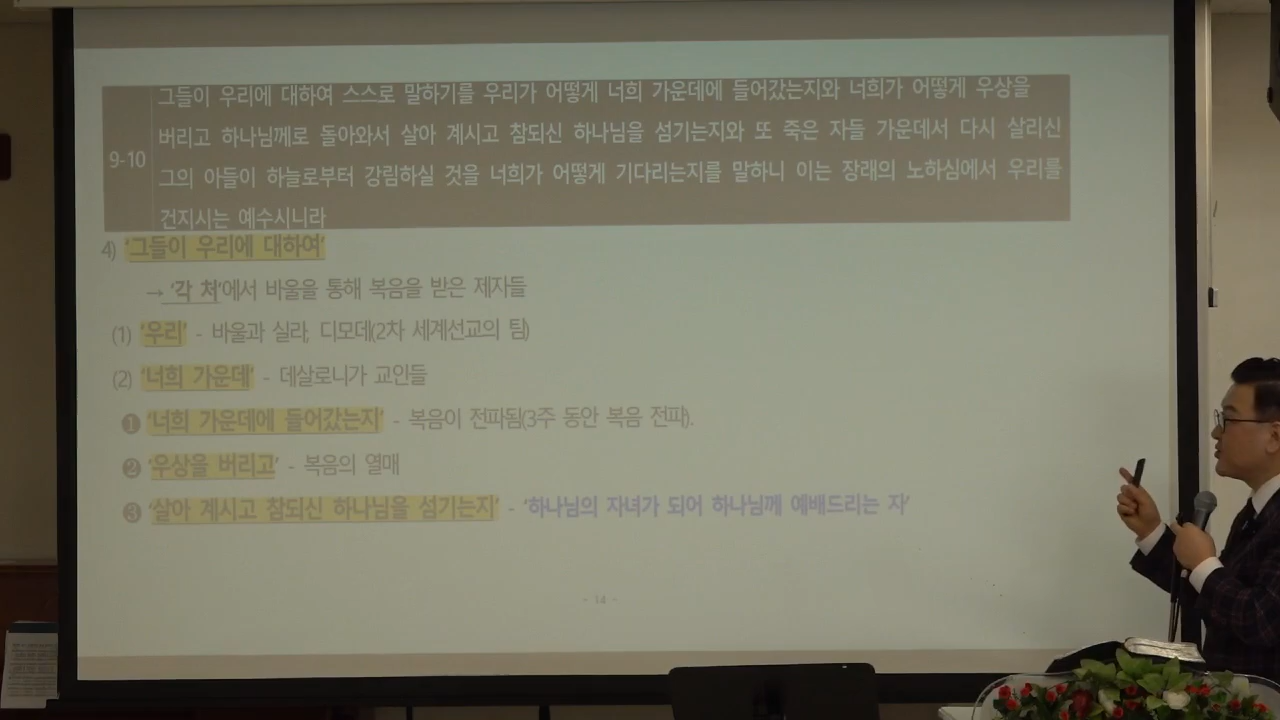 그들이 우리에 대하여 스스로 말하기를 우리가 어떻게 너희 가운데에 들어갔는지와 너희가 어떻게 우상을
버리고 하나님께로 돌아와서 살아 계시고 참되신 하나님을 섬기는지와 또 죽은 자들 가운데서 다시 살리신
9-10
그의 아들이 하늘로부터 강림하실 것을 너희가 어떻게 기다리는지를 말하니 이는 장래의 노하심에서 우리를
건지시는 예수시니라
4) '그들이 우리에 대하여'
→ '각 처'에서 바울을 통해 복음을 받은 제자들
(1) '우리' - 바울과 실라, 디모데(2차 세계선교의 팀)
(2) '너희 가운데' - 데살로니가 교인들
❶ '너희 가운데에 들어갔는지' - 복음이 전파됨(3주 동안 복음 전파).
❷ '우상을 버리고' - 복음의 열매
❸ '살아 계시고 참되신 하나님을 섬기는지' - '하나님의 자녀가 되어 하나님께 예배드리는 자'
- 14 -